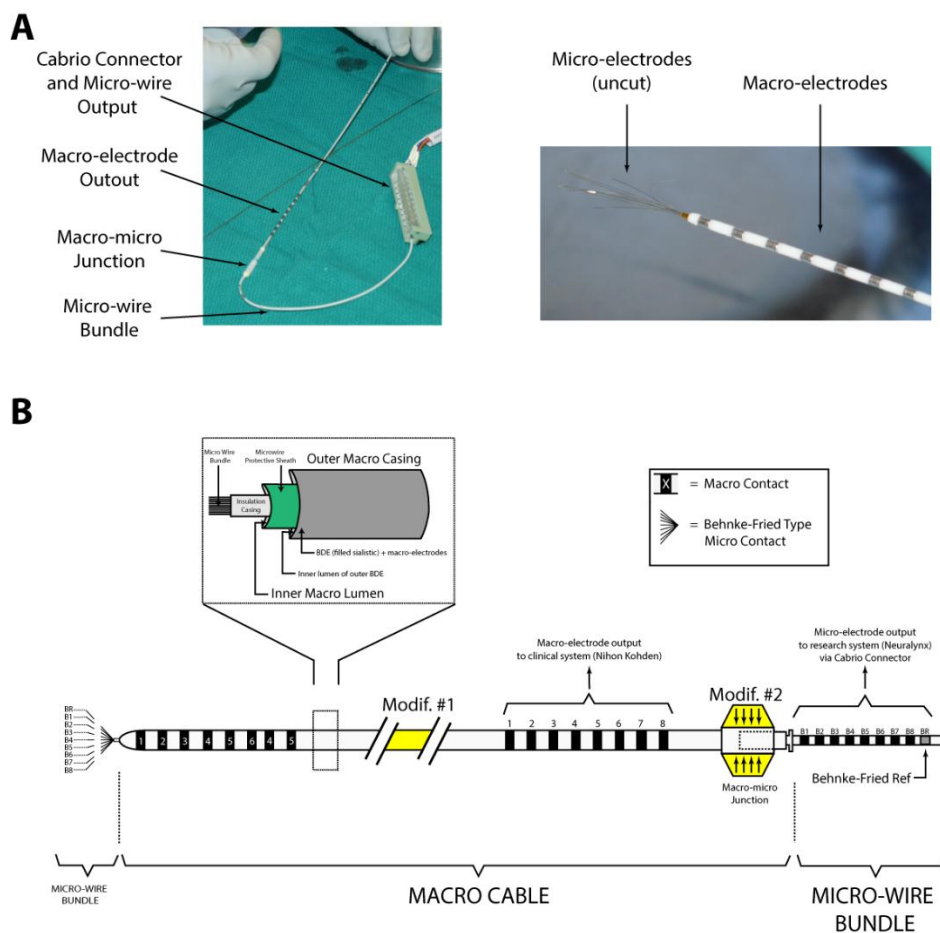 A
Cabrio Connector
and Micro-wire
Output
Macro-electrode
Outout
Macro-micro
Junction
Micro-wire
Bundle
Micro-electrodes
(uncut)
Macro-electrodes
B
Micro Wire
Bundle
Microwire
Protective Sheath
Outer Macro Casing
Insulation
Casing
BDE (filled sialistic) + macro-electrodes
Inner lumen of outer BDE
Inner Macro Lumen
X = Macro Contact
= Behnke-Fried Type
Micro Contact
Macro-electrode output
to clinical system (Nihon Kohden)
Micro-electrode output
to research system (Neuralynx)
via Cabrio Connector
Modif. #1
Modif. #2
BR
B1
B2
B3
B4
B5
B6
B7
B8
1 2 3 4 5 6 4 5
1 2 3 4 5 6 7 8
B1 B2 B3 B4 B5 B6 B7 B8 BR
Macro-micro
Junction
Behnke-Fried Ref
MICRO-WIRE
BUNDLE
MACRO CABLE
MICRO-WIRE
BUNDLE